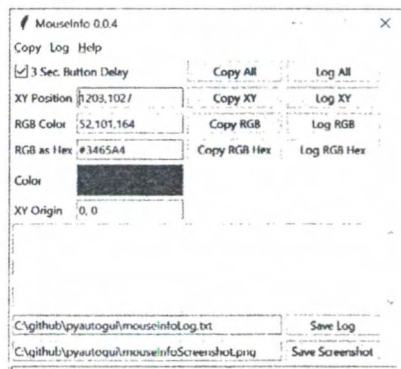 MouseInfo 0.0.4
Copy Log Help
3 Sec. Button Delay Copy All Log All
XY Position 1203,1027 Copy XY Log XY
RGB Color 52,101,164 Copy RGB Log RGB
RGB as Hex #3465A4 Copy RGB Hex Log RGB Hex
Color
XY Origin 0, 0
C:\github\pyautogui\mouseInfoLog.txt Save Log
C:\github\pyautogui\mouseInfoScreenshot.png Save Screenshot